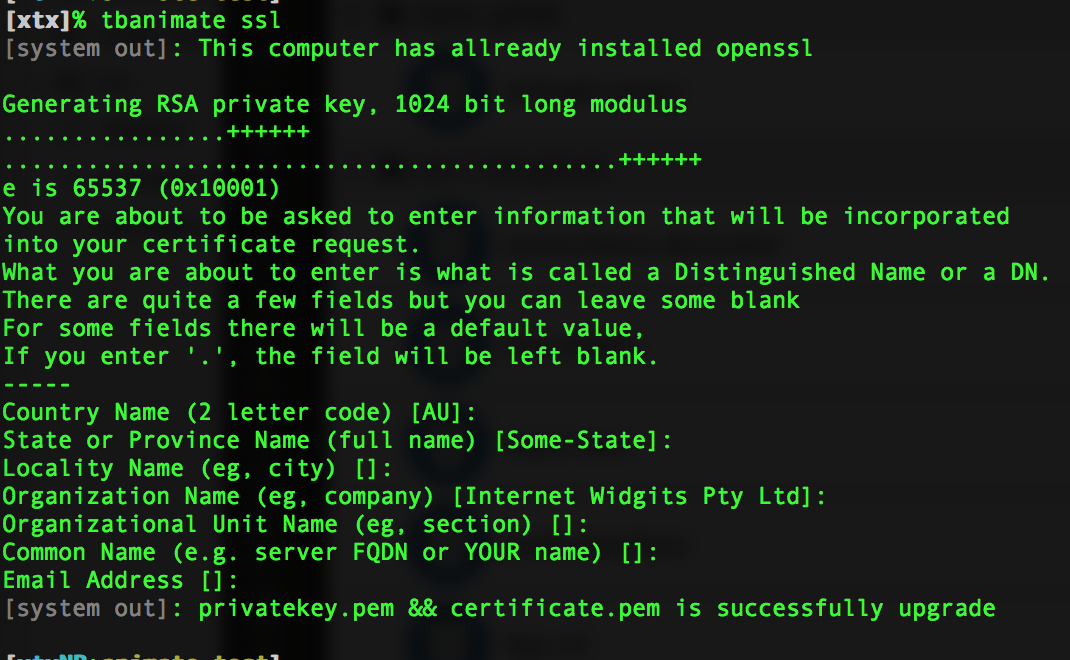 [xtx]% tbanimate ssl
[system out]: This computer has allready installed openssl
Generating RSA private key, 1024 bit long modulus
................++++++
............................................++++++
e is 65537 (0x10001)
You are about to be asked to enter information that will be incorporated
into your certificate request.
What you are about to enter is what is called a Distinguished Name or a DN.
There are quite a few fields but you can leave some blank
For some fields there will be a default value,
If you enter '.', the field will be left blank.
-----
Country Name (2 letter code) [AU]:
State or Province Name (full name) [Some-State]:
Locality Name (eg, city) []:
Organization Name (eg, company) [Internet Widgits Pty Ltd]:
Organizational Unit Name (eg, section) []:
Common Name (e.g. server FQDN or YOUR name) []:
Email Address []:
[system out]: privatekey.pem && certificate.pem is successfully upgrade